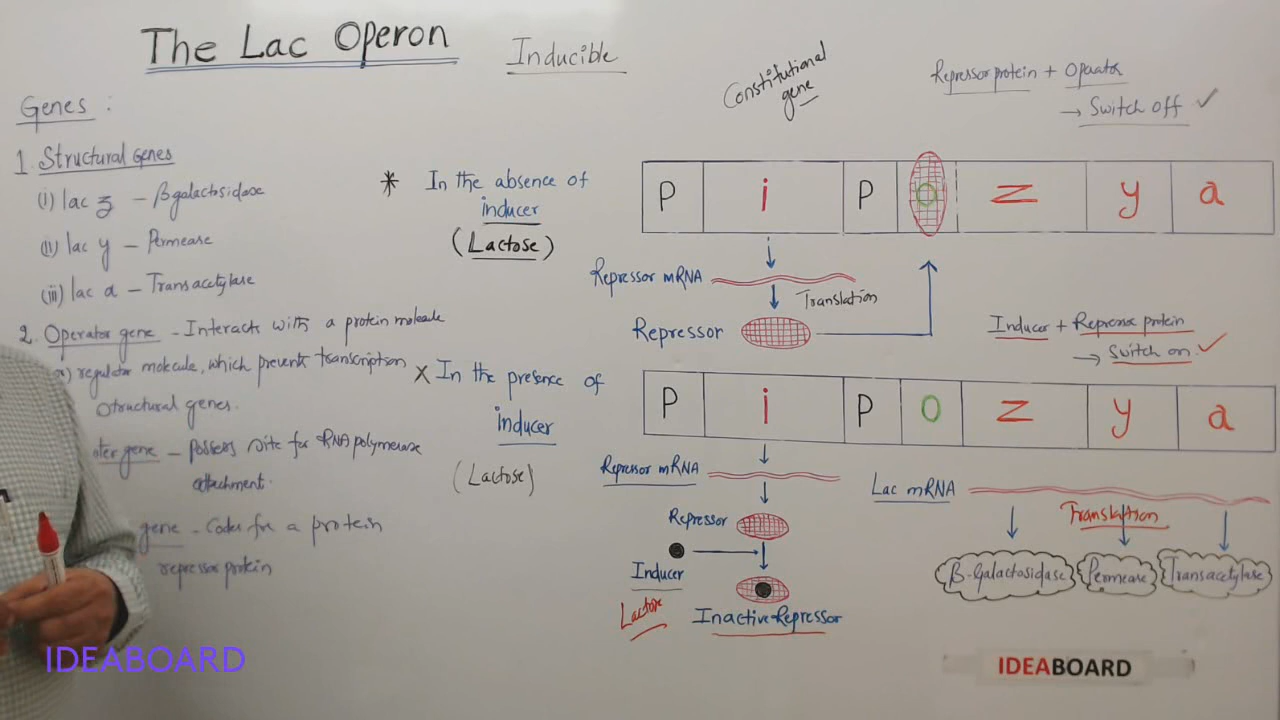 The Lac Operon
Inducible
Genes :
1. Structural Genes
(i) lac z – βgalactosidase
(ii) lac y – Permease
(iii) lac a – Transacetylase
2. Operator gene - Interacts with a protein molecule
regulator molecule, which prevents transcription
structural genes.
oter gene – Possess site for RNA polymerase
attachment.
gene - Codes for a protein
repressor protein
* In the absence of
inducer
(Lactose)
x In the presence of
inducer
(Lactose)
Constitutional
gene
Repressor protein + Operator
→ Switch off ✓
P i P o z y a
Repressor mRNA
Translation
Repressor
Inducer + Repressor protein
→ Switch on ✓
P i P o z y a
Repressor mRNA
Repressor
Inducer
Lactose
Inactive Repressor
Lac mRNA
Translation
β-Galactosidase Permease Transacetylase
IDEABOARD
IDEABOARD